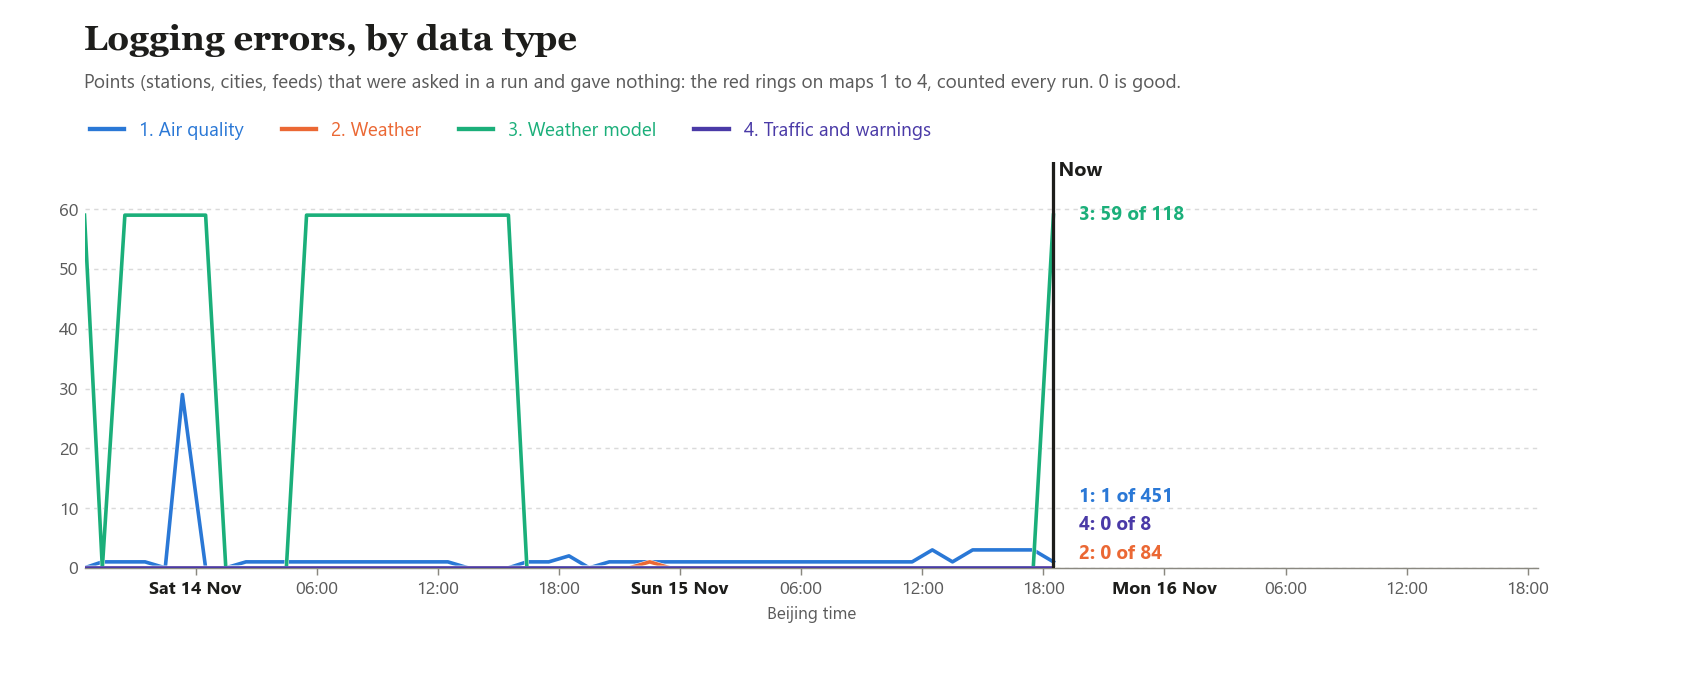 Logging errors, by data type
Points (stations, cities, feeds) that were asked in a run and gave nothing: the red rings on maps 1 to 4, counted every run. 0 is good.
1. Air quality 2. Weather 3. Weather model 4. Traffic and warnings
Now
60
3: 59 of 118
50
40
30
20
1: 1 of 451
10
4: 0 of 8
2: 0 of 84
0
Sat 14 Nov 06:00 12:00 18:00 Sun 15 Nov 06:00 12:00 18:00 Mon 16 Nov 06:00 12:00 18:00
Beijing time